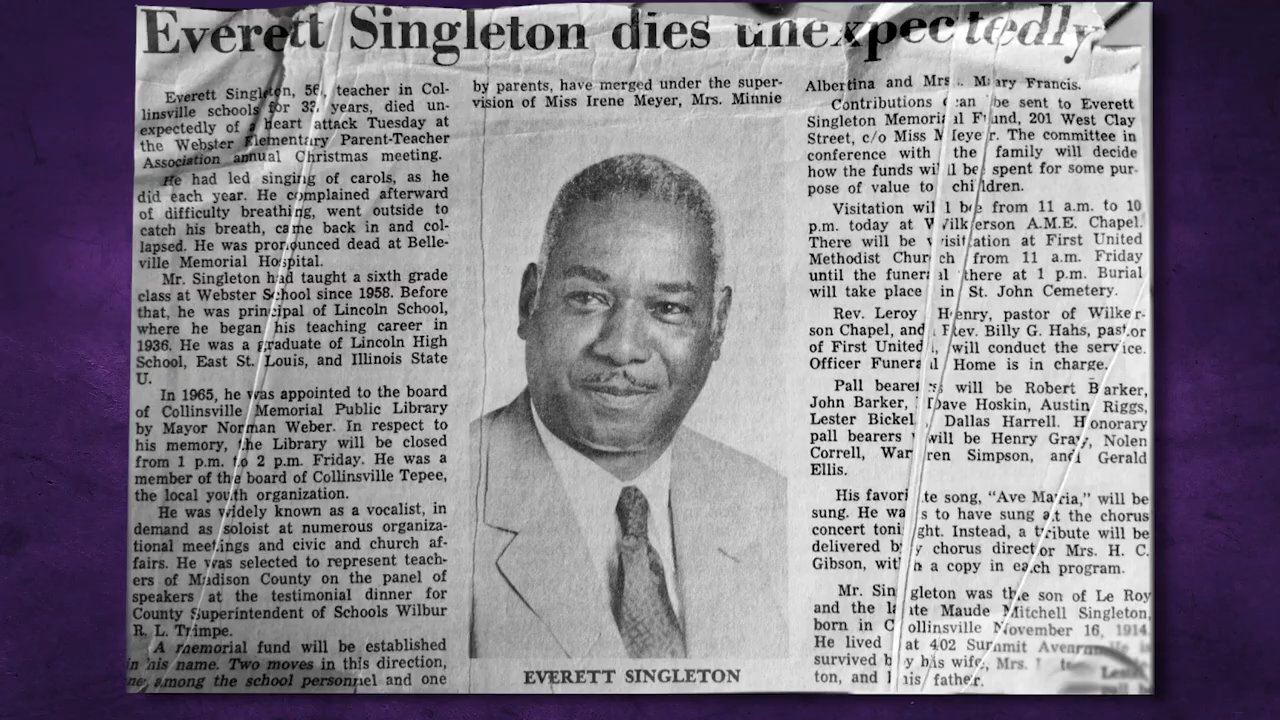 Everett Singleton dies unexpectedly
Everett Singleton, 56, teacher in Col-
linsville schools for 33 years, died un-
expectedly of a heart attack Tuesday at
the Webster Elementary Parent-Teacher
Association annual Christmas meeting.
He had led singing of carols, as he
did each year. He complained afterward
of difficulty breathing, went outside to
catch his breath, came back in and col-
lapsed. He was pronounced dead at Belle-
ville Memorial Hospital.
Mr. Singleton had taught a sixth grade
class at Webster School since 1958. Before
that, he was principal of Lincoln School,
where he began his teaching career in
1936. He was a graduate of Lincoln High
School, East St. Louis, and Illinois State
U.
In 1965, he was appointed to the board
of Collinsville Memorial Public Library
by Mayor Norman Weber. In respect to
his memory, the Library will be closed
from 1 p.m. to 2 p.m. Friday. He was a
member of the board of Collinsville Tepee,
the local youth organization.
He was widely known as a vocalist, in
demand as soloist at numerous organiza-
tional meetings and civic and church af-
fairs. He was selected to represent teach-
ers of Madison County on the panel of
speakers at the testimonial dinner for
County Superintendent of Schools Wilbur
R. L. Trimpe.
A memorial fund will be established
in his name. Two moves in this direction,
one among the school personnel and one
by parents, have merged under the super-
vision of Miss Irene Meyer, Mrs. Minnie
EVERETT SINGLETON
Albertina and Mrs. Mary Francis.
Contributions can be sent to Everett
Singleton Memorial Fund, 201 West Clay
Street, c/o Miss Meyer. The committee in
conference with the family will decide
how the funds will be spent for some pur-
pose of value to children.
Visitation will be from 11 a.m. to 10
p.m. today at Wilkerson A.M.E. Chapel.
There will be visitation at First United
Methodist Church from 11 a.m. Friday
until the funeral there at 1 p.m. Burial
will take place in St. John Cemetery.
Rev. Leroy Henry, pastor of Wilker-
son Chapel, and Rev. Billy G. Hahs, pastor
of First United, will conduct the service.
Officer Funeral Home is in charge.
Pall bearers will be Robert Barker,
John Barker, Dave Hoskin, Austin Riggs,
Lester Bickel, Dallas Harrell. Honorary
pall bearers will be Henry Gray, Nolen
Correll, Warren Simpson, and Gerald
Ellis.
His favorite song, "Ave Maria," will be
sung. He was to have sung at the chorus
concert tonight. Instead, a tribute will be
delivered by chorus director Mrs. H. C.
Gibson, with a copy in each program.
Mr. Singleton was the son of Le Roy
and the late Maude Mitchell Singleton,
born in Collinsville November 16, 1914.
He lived at 402 Summit
survived by his wife, Mrs.
ton, and his father.